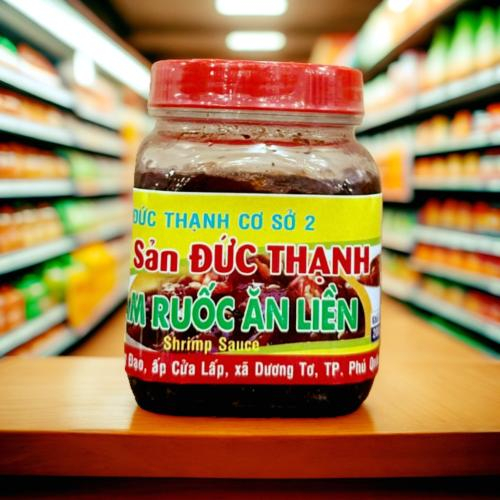 ĐỨC THẠNH CƠ SỞ 2
Sản ĐỨC THẠNH
RUỐC ĂN LIỀN
Shrimp Sauce
Đạo, ấp Cửa Lấp, xã Dương Tơ, TP. Phú